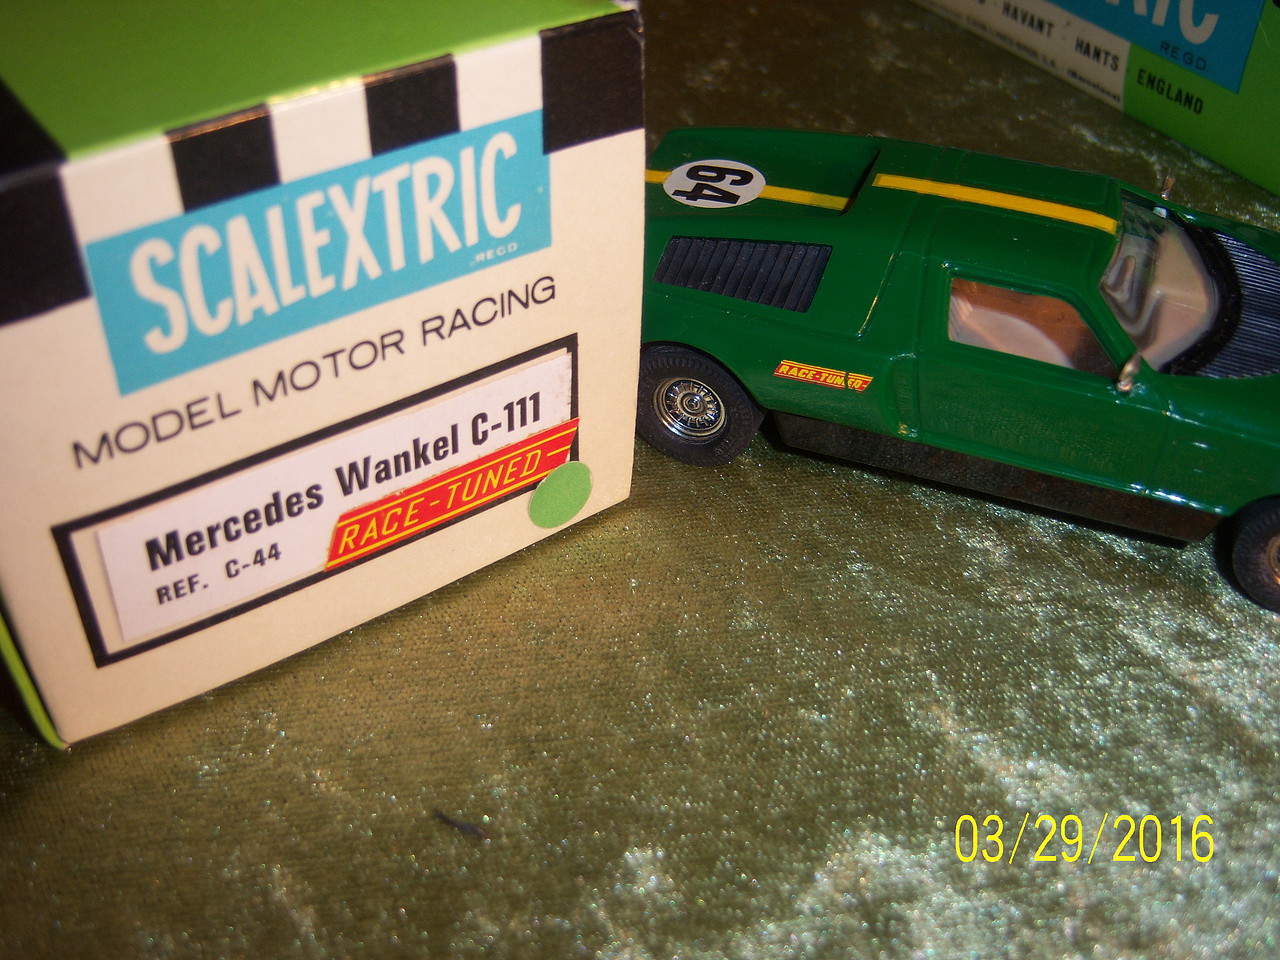 SCALEXTRIC
REGD
MODEL MOTOR RACING
Mercedes Wankel C-111
REF. C-44
RACE-TUNED
64
RACE-TUNED
RIC
REGD.
HAVANT - HANTS
ENGLAND
03/29/2016